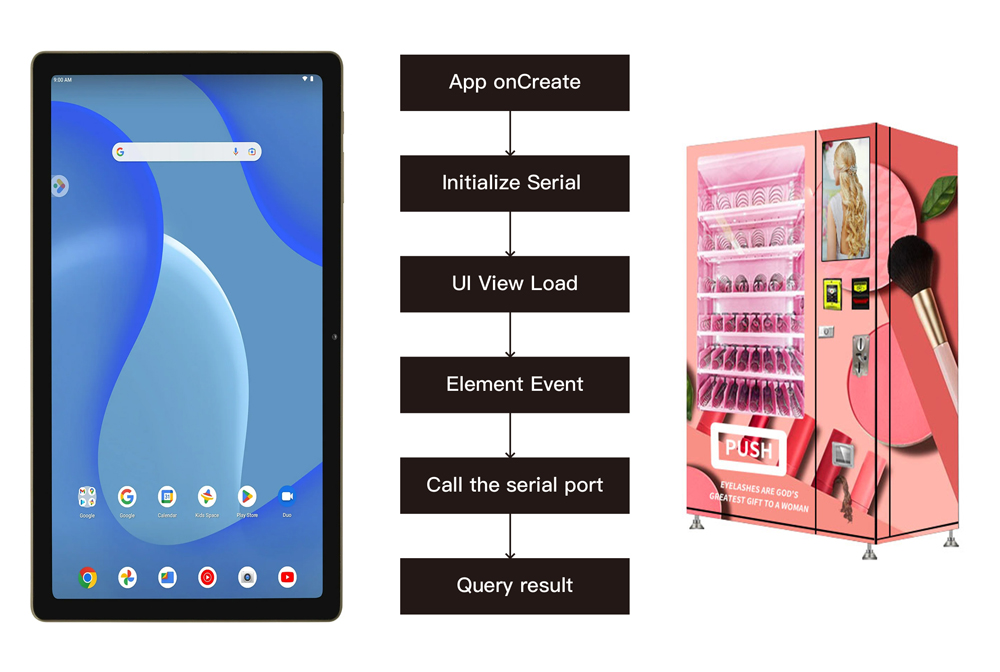 9:00 AM
Google
Google
Calendar
Kids Space
Play Store
Duo
App onCreate
Initialize Serial
UI View Load
Element Event
Call the serial port
Query result
PUSH
EYELASHES ARE GOD'S
GREATEST GIFT TO A WOMAN